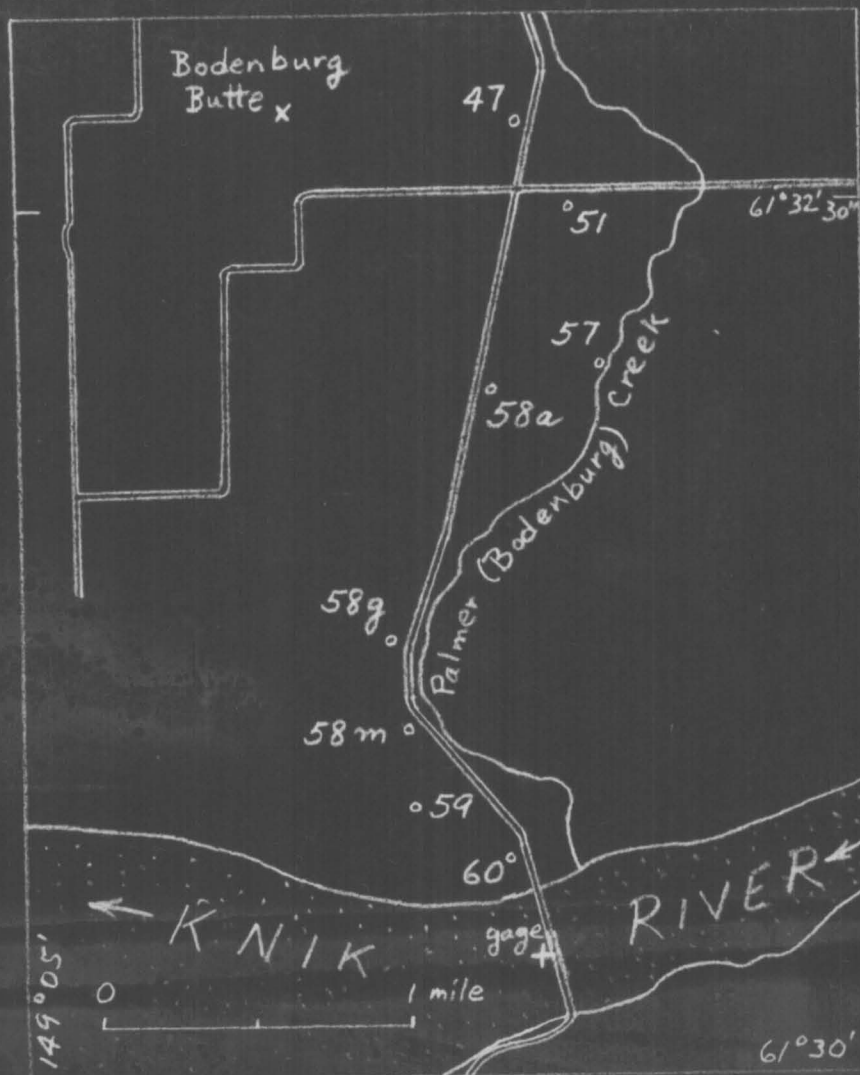 Bodenburg
Butte x
47
61°32'30"
51
57
58a
Palmer (Bodenburg) Creek
58g
58m
59
60
KNIK RIVER
gage
0 1 mile
149°05'
61°30'